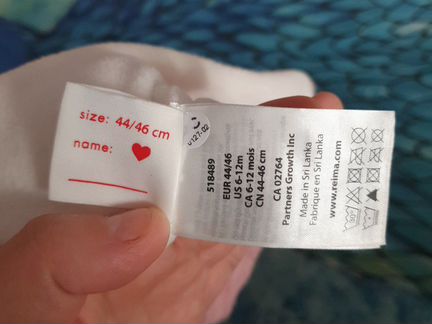 size: 44/46 cm
name:
518489
EUR 44/46
US 6-12m
CA 6-12 mois
CN 44-46 cm
CA 02764
Partners Growth Inc
Made in Sri Lanka
Fabrique en Sri Lanka
www.reima.com